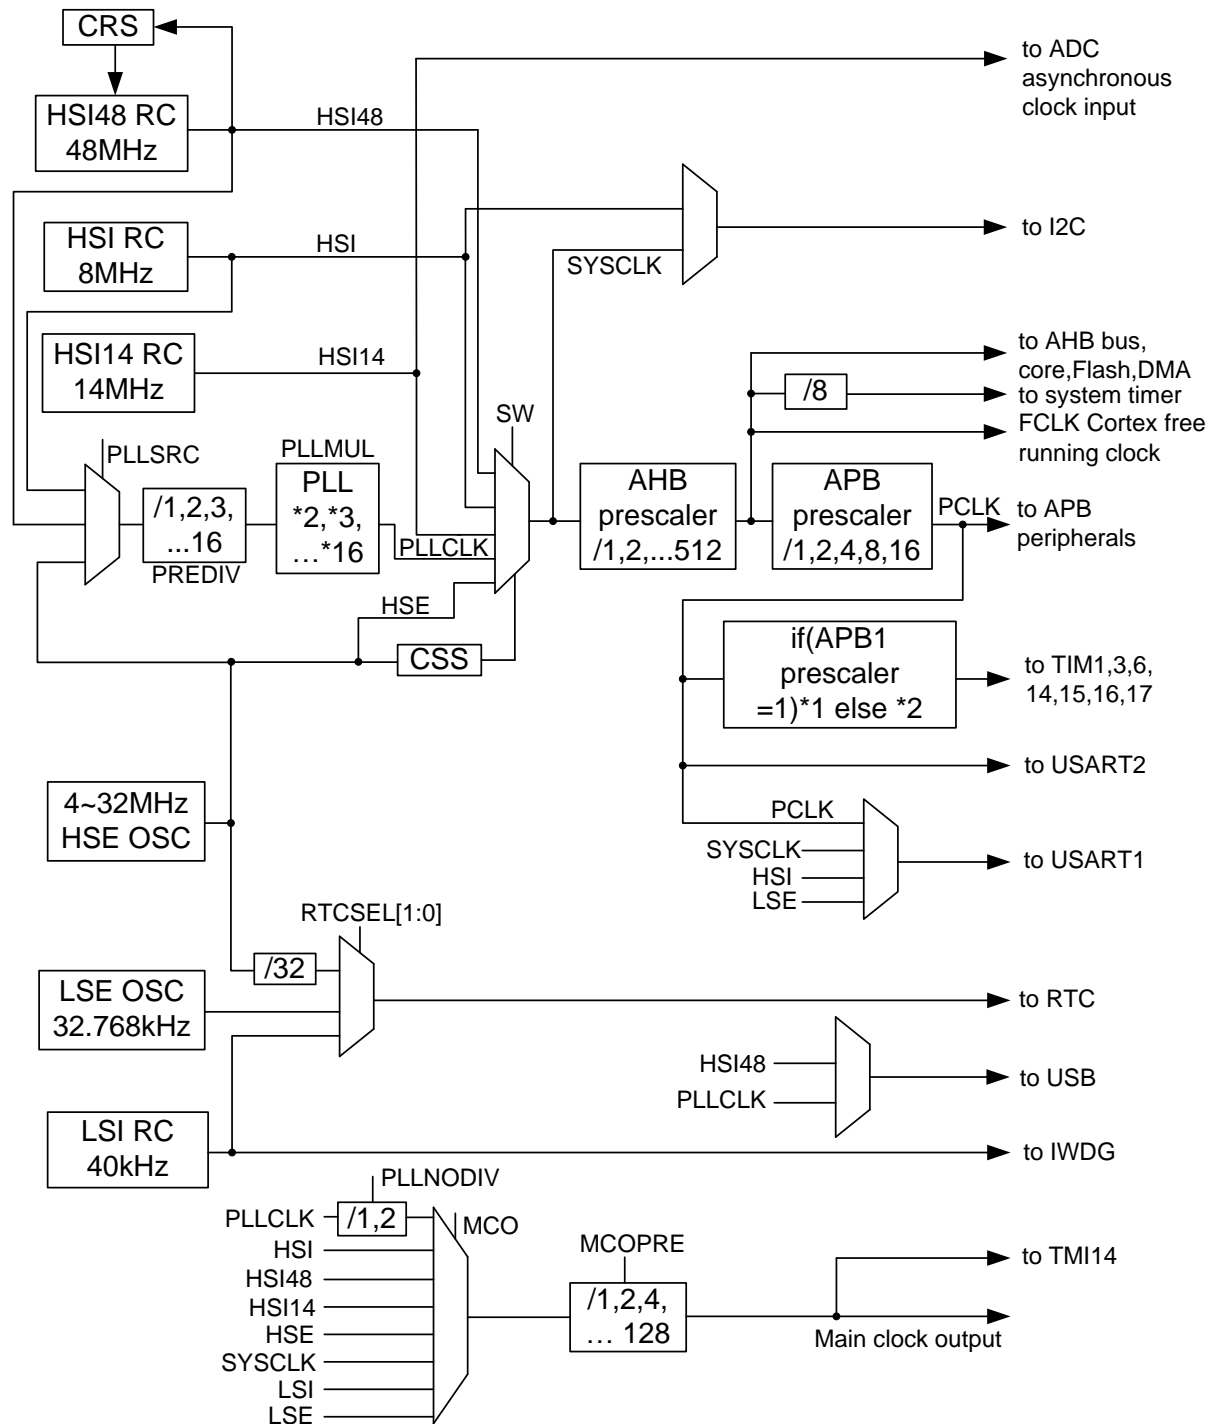 CRS
to ADC
asynchronous
clock input
HSI48 RC
48MHz
HSI48
HSI RC
8MHz
HSI
SYSCLK
to I2C
HSI14 RC
14MHz
HSI14
to AHB bus,
core,Flash,DMA
/8
to system timer
FCLK Cortex free
running clock
SW
PLLSRC
PLLMUL
/1,2,3,
...16
PREDIV
PLL
*2,*3,
...*16
PLLCLK
AHB
prescaler
/1,2,...512
APB
prescaler
/1,2,4,8,16
PCLK
to APB
peripherals
HSE
CSS
if(APB1
prescaler
=1)*1 else *2
to TIM1,3,6,
14,15,16,17
to USART2
4~32MHz
HSE OSC
PCLK
SYSCLK
HSI
LSE
to USART1
RTCSEL[1:0]
/32
LSE OSC
32.768kHz
to RTC
HSI48
PLLCLK
to USB
LSI RC
40kHz
to IWDG
PLLNODIV
PLLCLK
/1,2
MCO
HSI
HSI48
HSI14
HSE
SYSCLK
LSI
LSE
MCOPRE
/1,2,4,
... 128
to TMI14
Main clock output